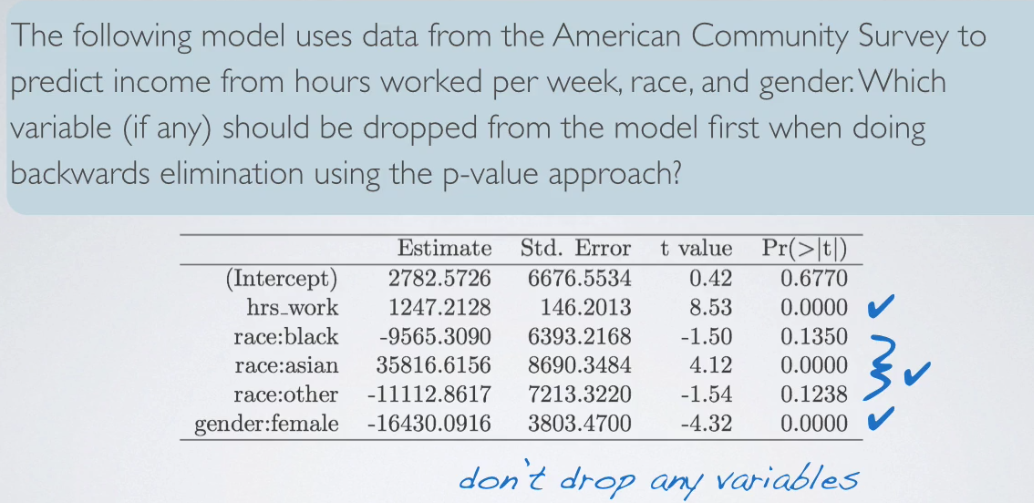 The following model uses data from the American Community Survey to
predict income from hours worked per week, race, and gender. Which
variable (if any) should be dropped from the model first when doing
backwards elimination using the p-value approach?
Estimate Std. Error t value Pr(>|t|)
(Intercept) 2782.5726 6676.5534 0.42 0.6770
hrs_work 1247.2128 146.2013 8.53 0.0000
race:black -9565.3090 6393.2168 -1.50 0.1350
race:asian 35816.6156 8690.3484 4.12 0.0000
race:other -11112.8617 7213.3220 -1.54 0.1238
gender:female -16430.0916 3803.4700 -4.32 0.0000
don't drop any variables